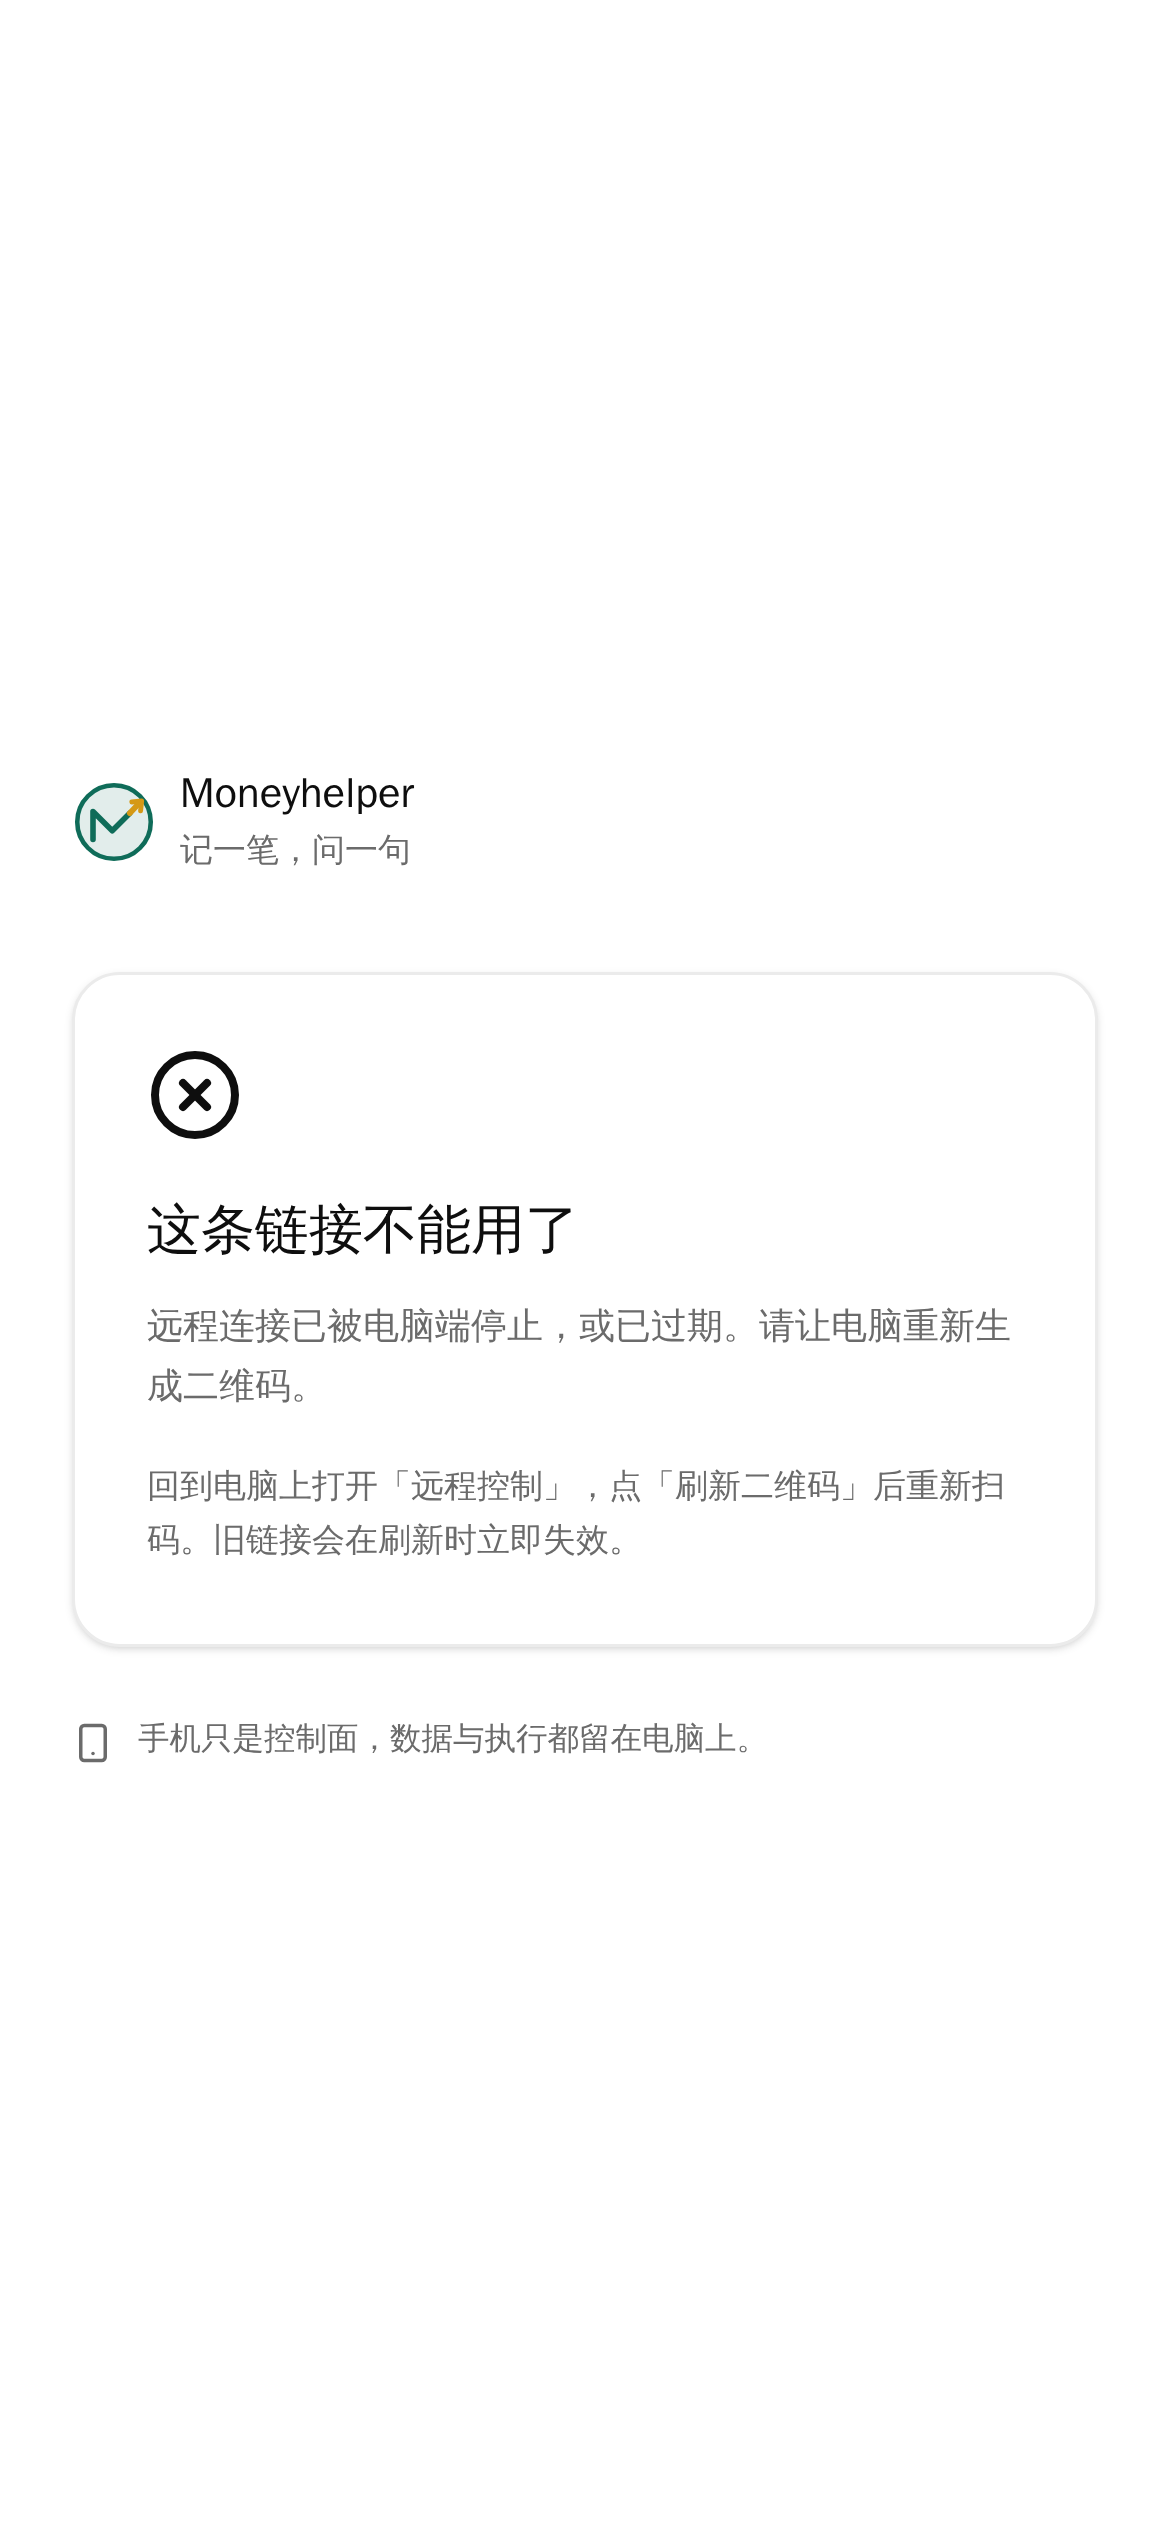 Moneyhelper
记一笔，问一句
这条链接不能用了
远程连接已被电脑端停止，或已过期。请让电脑重新生
成二维码。
回到电脑上打开「远程控制」，点「刷新二维码」后重新扫
码。旧链接会在刷新时立即失效。
手机只是控制面，数据与执行都留在电脑上。